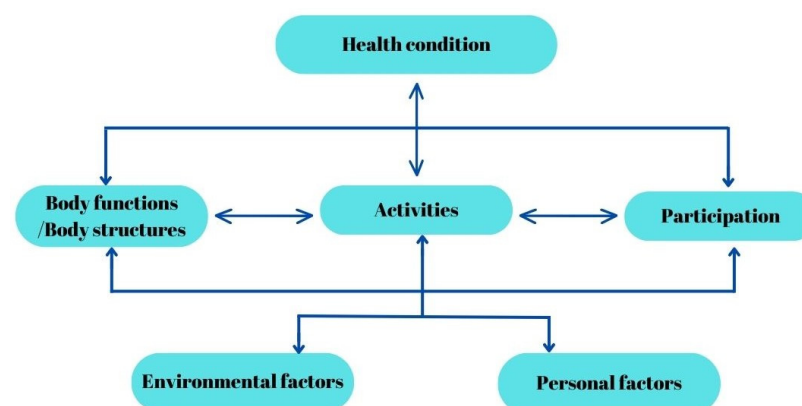 Health condition
Body functions
/Body structures
Activities
Participation
Environmental factors
Personal factors